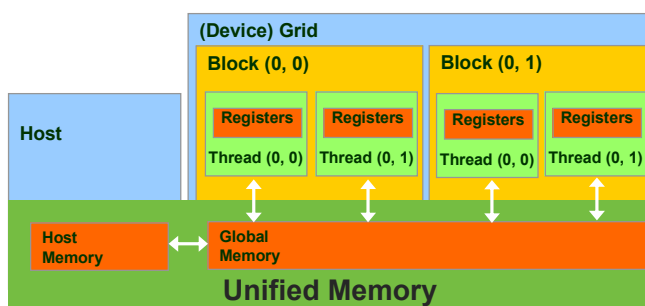 (Device) Grid
Block (0, 0)
Block (0, 1)
Host
Registers
Registers
Registers
Registers
Thread (0, 0)
Thread (0, 1)
Thread (0, 0)
Thread (0, 1)
Host
Memory
Global
Memory
Unified Memory